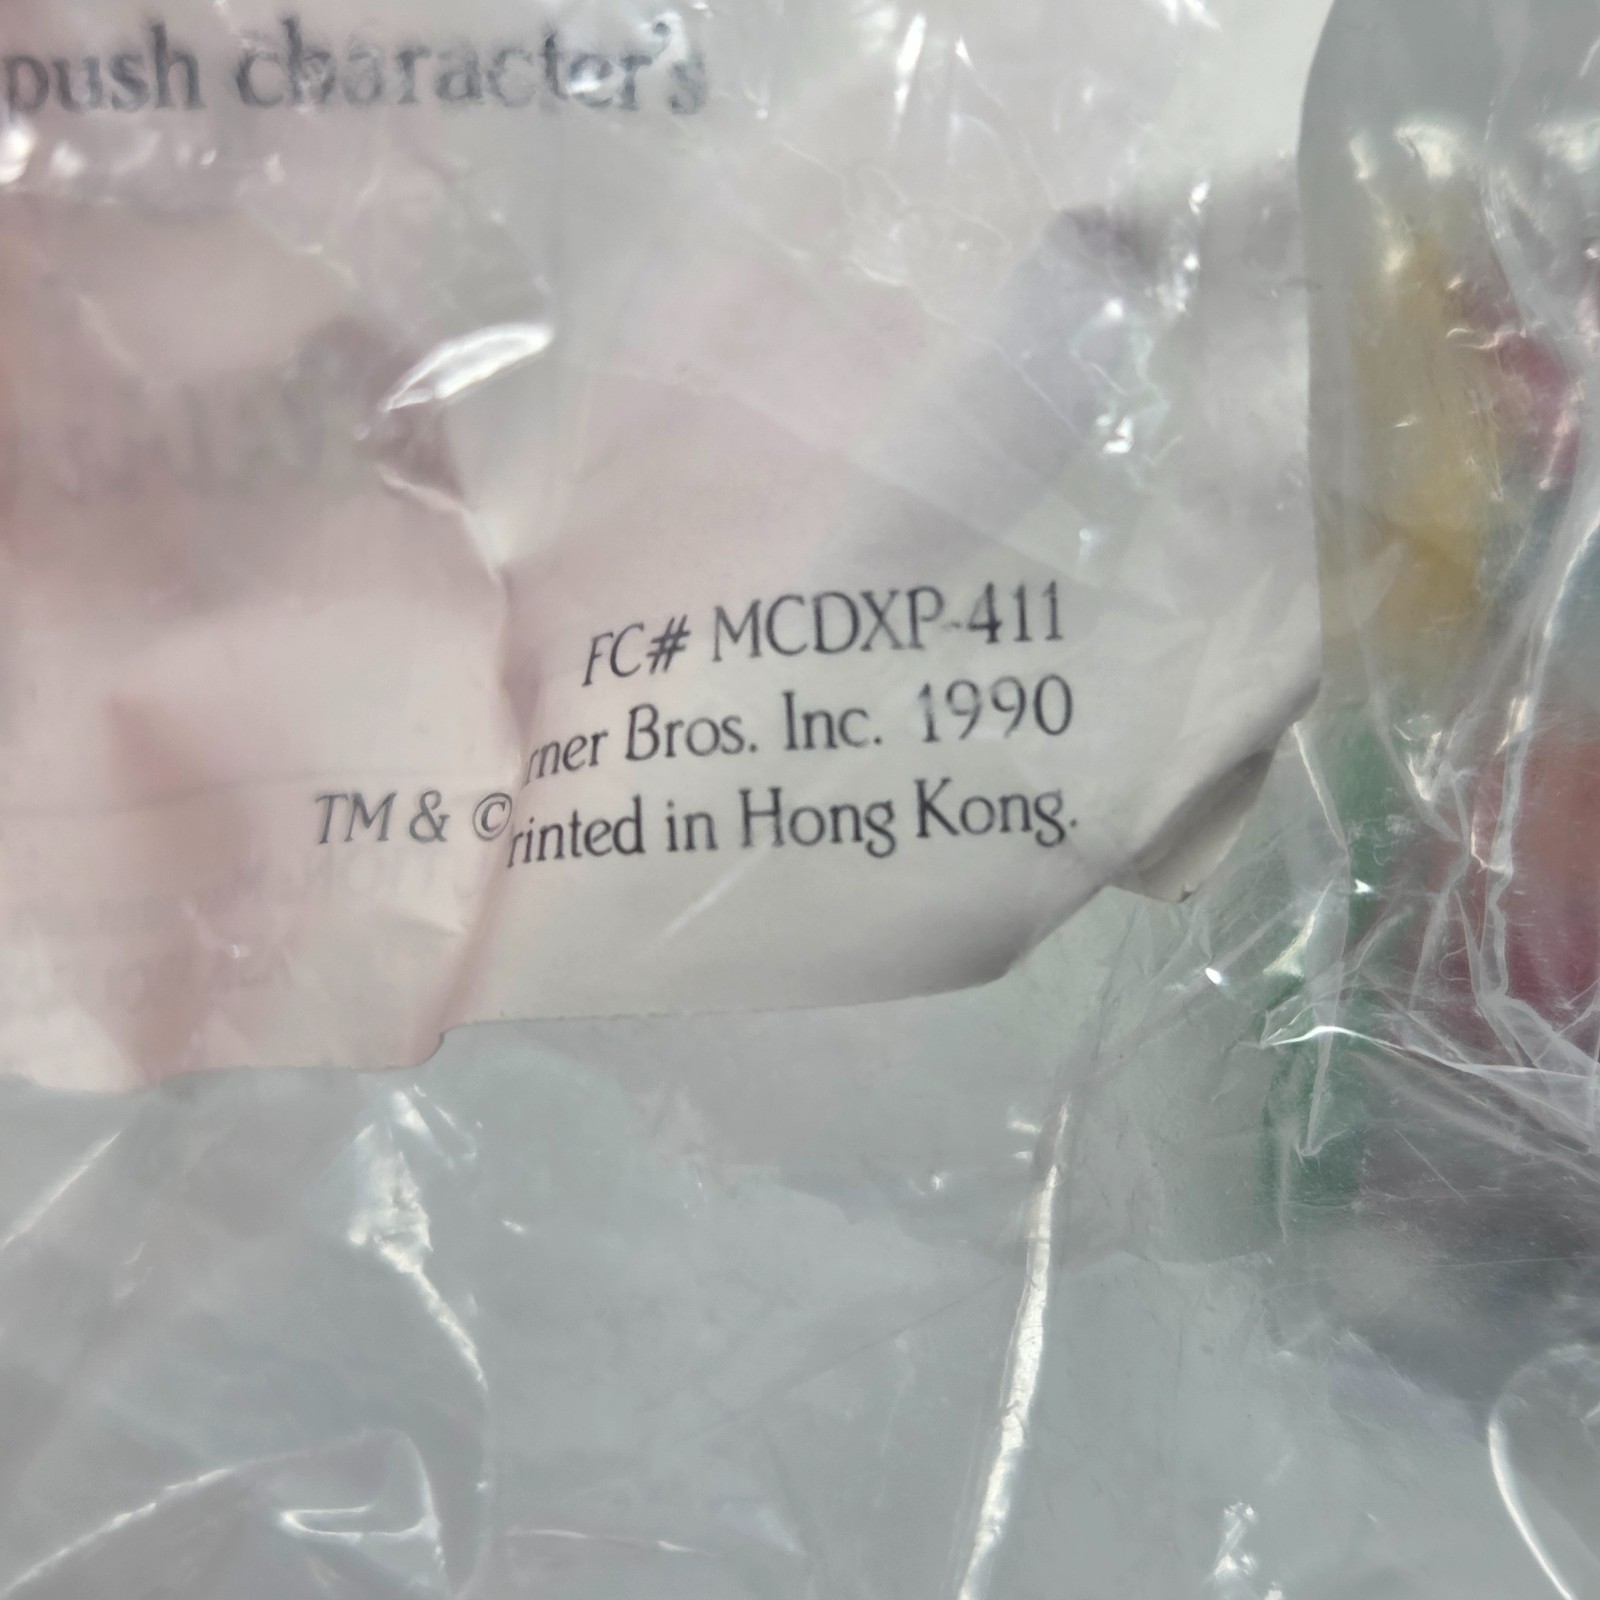 push character's
FC# MCDXP-411
TM & © rner Bros. Inc. 1990
rinted in Hong Kong.